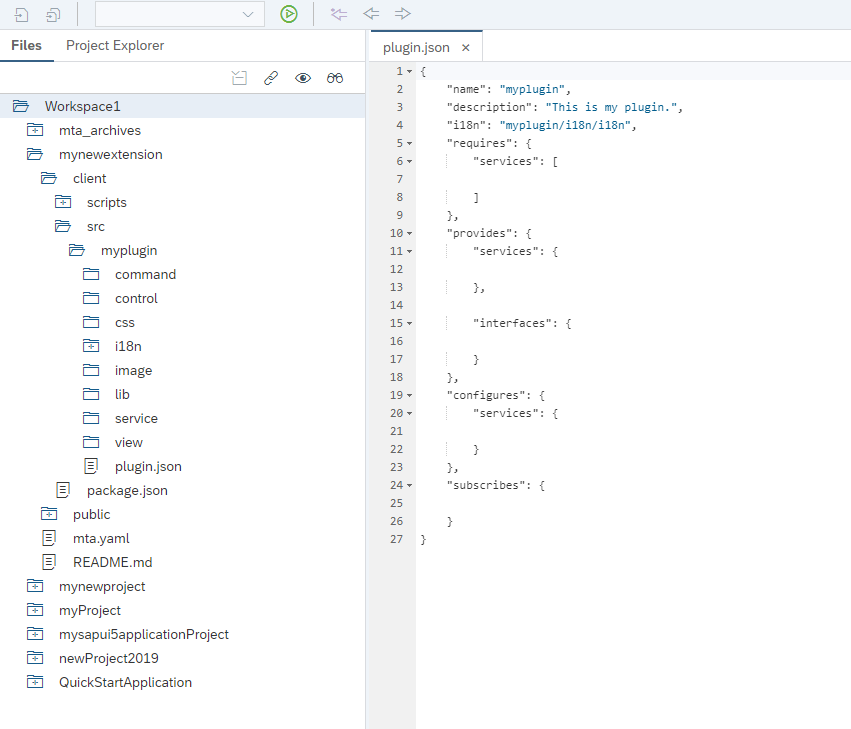 Files Project Explorer
Workspace1
mta_archives
mynewextension
client
scripts
src
myplugin
command
control
css
i18n
image
lib
service
view
plugin.json
package.json
public
mta.yaml
README.md
mynewproject
myProject
mysapui5applicationProject
newProject2019
QuickStartApplication
plugin.json ×
1 {
2 "name": "myplugin",
3 "description": "This is my plugin.",
4 "i18n": "myplugin/i18n/i18n",
5 "requires": {
6 "services": [
7
8 ]
9 },
10 "provides": {
11 "services": {
12
13 },
14
15 "interfaces": {
16
17 }
18 },
19 "configures": {
20 "services": {
21
22 }
23 },
24 "subscribes": {
25
26 }
27 }